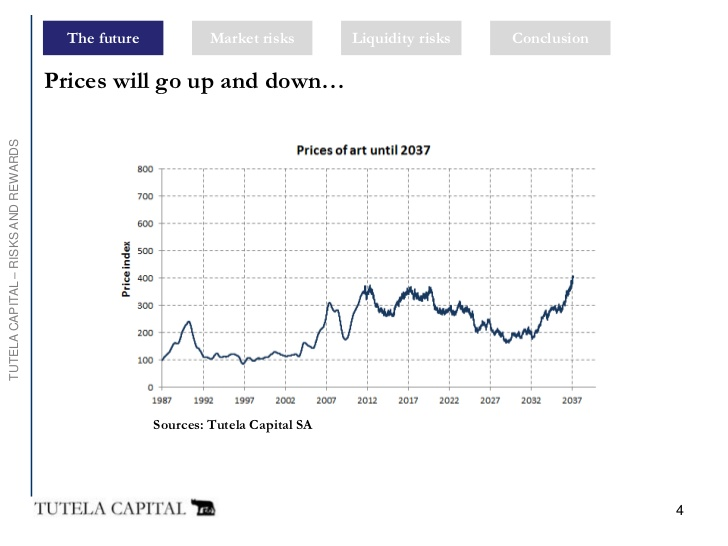 The future
Market risks
Liquidity risks
Conclusion
Prices will go up and down…
TUTELA CAPITAL – RISKS AND REWARDS
Prices of art until 2037
Price index
800
700
600
500
400
300
200
100
0
1987 1992 1997 2002 2007 2012 2017 2022 2027 2032 2037
Sources: Tutela Capital SA
TUTELA CAPITAL
4